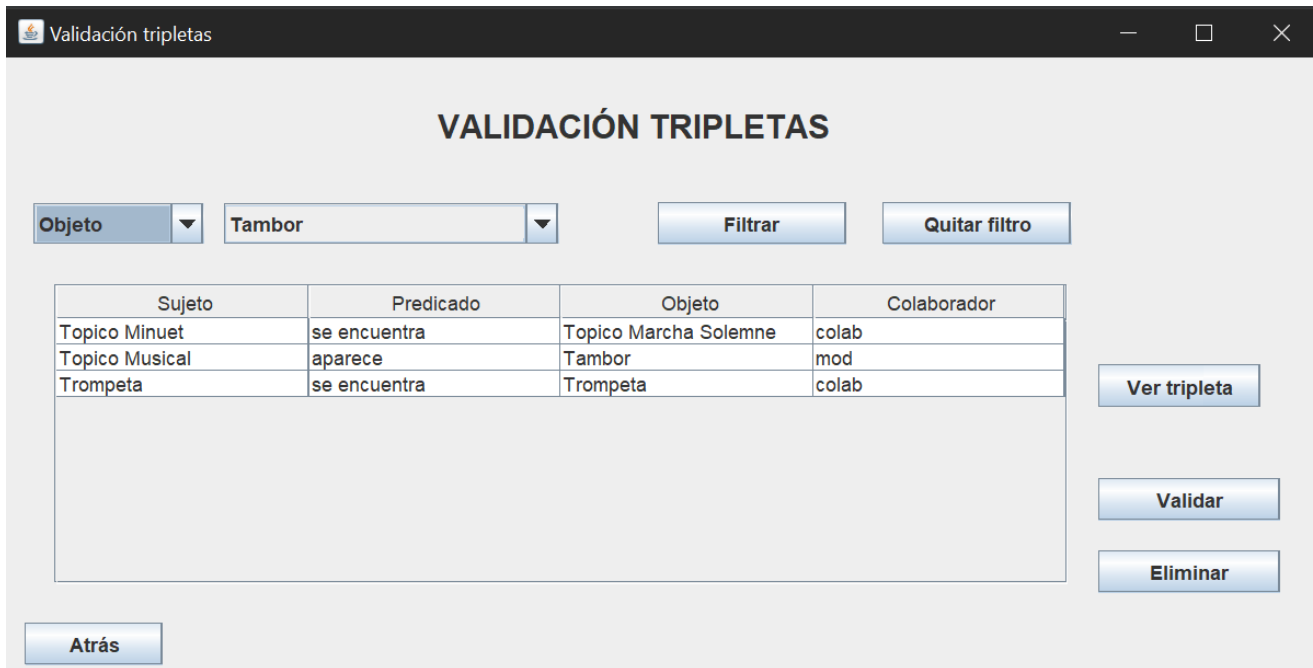 Validación tripletas
VALIDACIÓN TRIPLETAS
Objeto Tambor Filtrar Quitar filtro
Sujeto Predicado Objeto Colaborador
Topico Minuet se encuentra Topico Marcha Solemne colab
Topico Musical aparece Tambor mod
Trompeta se encuentra Trompeta colab
Ver tripleta
Validar
Eliminar
Atrás